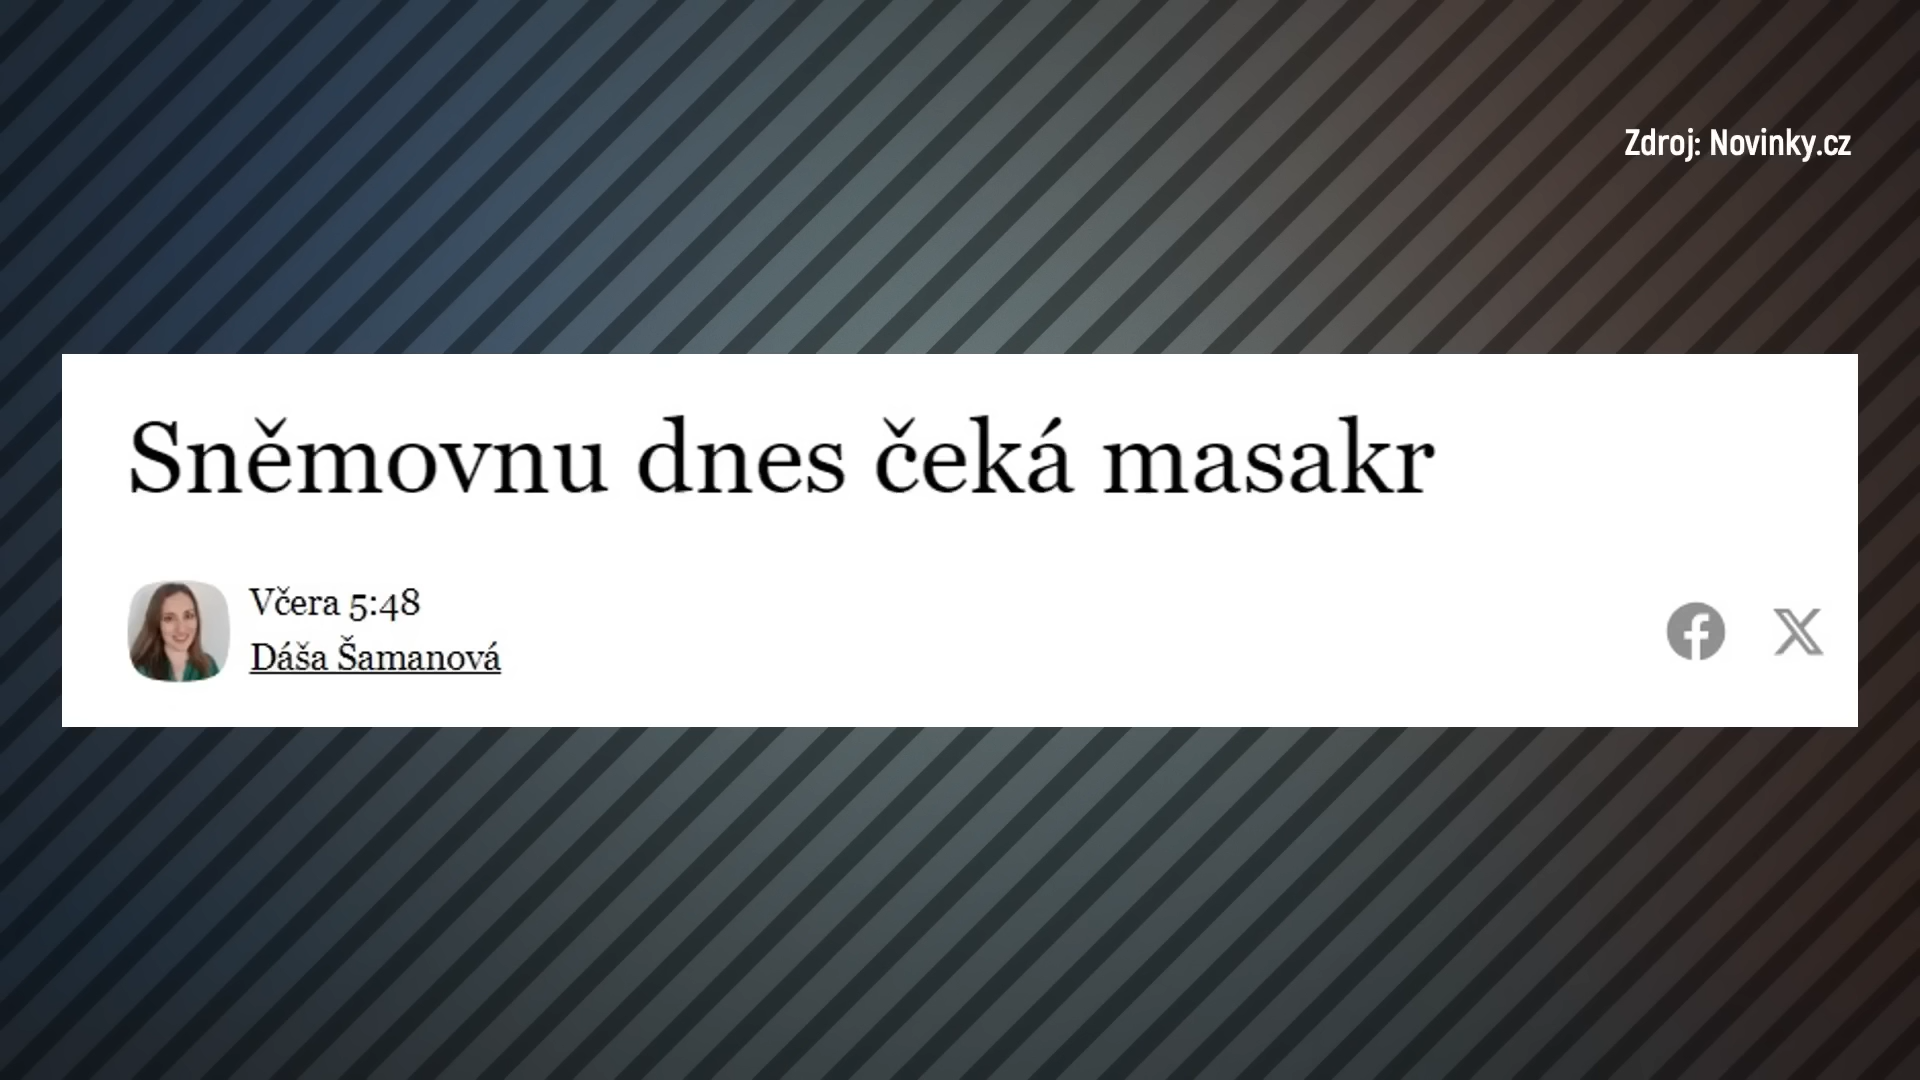 Zdroj: Novinky.cz
Sněmovnu dnes čeká masakr
Včera 5:48
Dáša Šamanová